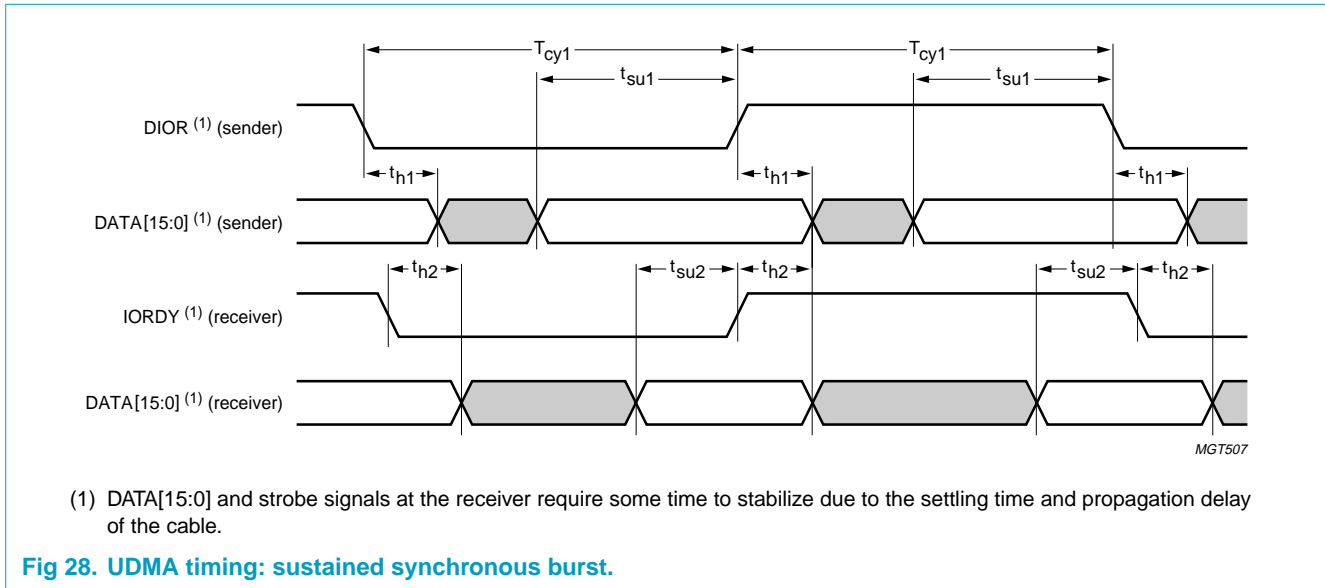 Tcy1 Tcy1
tsu1 tsu1
DIOR (1) (sender)
th1 th1 th1
DATA[15:0] (1) (sender)
th2 tsu2 th2 tsu2 th2
IORDY (1) (receiver)
DATA[15:0] (1) (receiver)
MGT507
(1) DATA[15:0] and strobe signals at the receiver require some time to stabilize due to the settling time and propagation delay
of the cable.
Fig 28. UDMA timing: sustained synchronous burst.